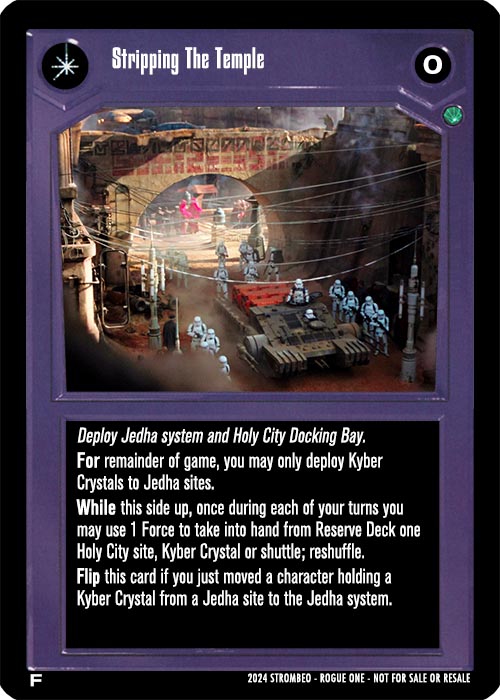 Stripping The Temple
0
Deploy Jedha system and Holy City Docking Bay.
For remainder of game, you may only deploy Kyber
Crystals to Jedha sites.
While this side up, once during each of your turns you
may use 1 Force to take into hand from Reserve Deck one
Holy City site, Kyber Crystal or shuttle; reshuffle.
Flip this card if you just moved a character holding a
Kyber Crystal from a Jedha site to the Jedha system.
F
2024 STROMBEO - ROGUE ONE - NOT FOR SALE OR RESALE